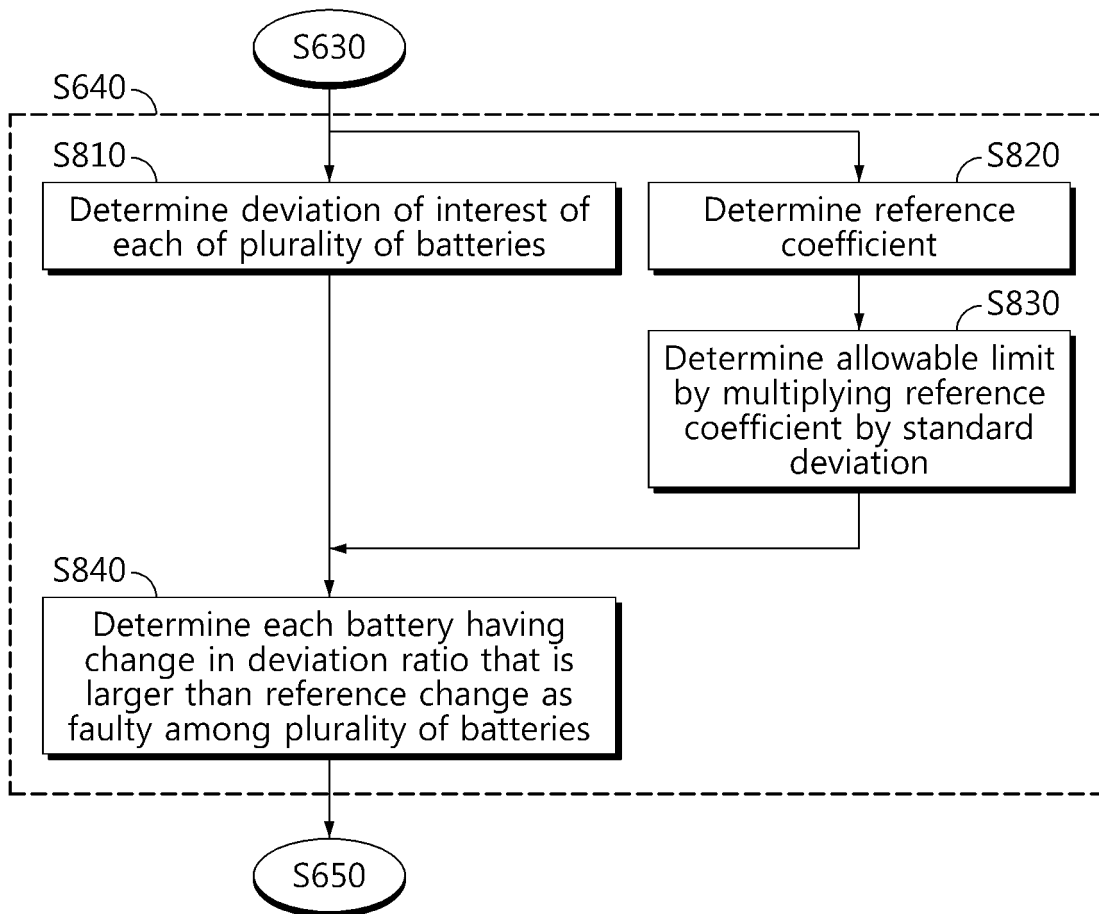 S630
S640
S810
Determine deviation of interest of
each of plurality of batteries
S820
Determine reference
coefficient
S830
Determine allowable limit
by multiplying reference
coefficient by standard
deviation
S840
Determine each battery having
change in deviation ratio that is
larger than reference change as
faulty among plurality of batteries
S650